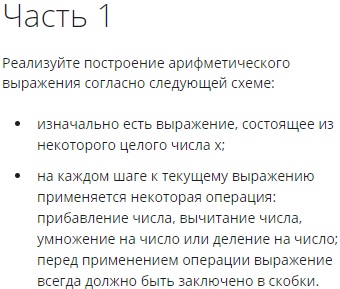 Часть 1
Реализуйте построение арифметического
выражения согласно следующей схеме:
• изначально есть выражение, состоящее из
некоторого целого числа x;
• на каждом шаге к текущему выражению
применяется некоторая операция:
прибавление числа, вычитание числа,
умножение на число или деление на число;
перед применением операции выражение
всегда должно быть заключено в скобки.